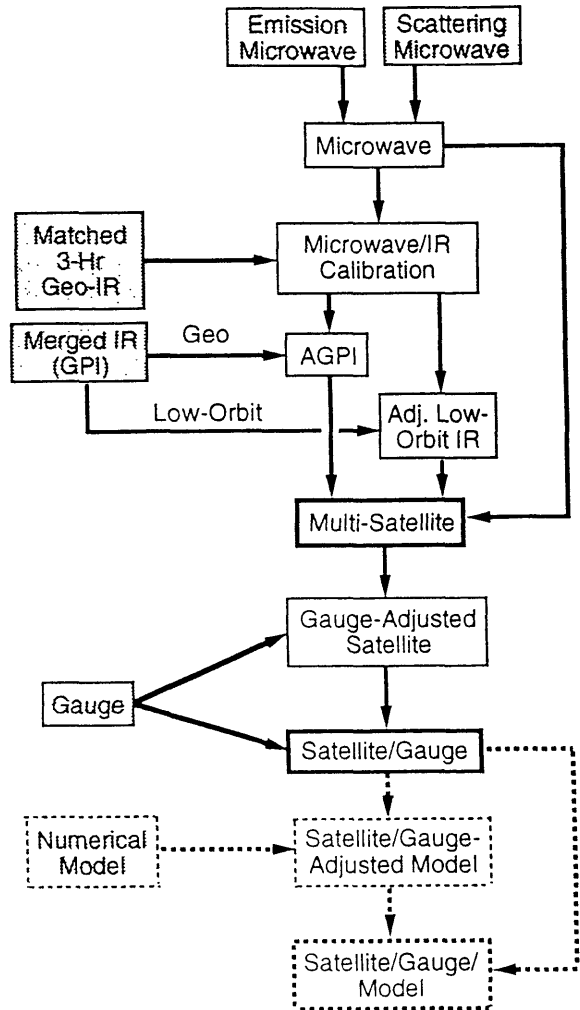 Emission
Microwave
Scattering
Microwave
Microwave
Matched
3-Hr
Geo-IR
Microwave/IR
Calibration
Merged IR
(GPI)
Geo
AGPI
Low-Orbit
Adj. Low-
Orbit IR
Multi-Satellite
Gauge-Adjusted
Satellite
Gauge
Satellite/Gauge
Numerical
Model
Satellite/Gauge-
Adjusted Model
Satellite/Gauge/
Model